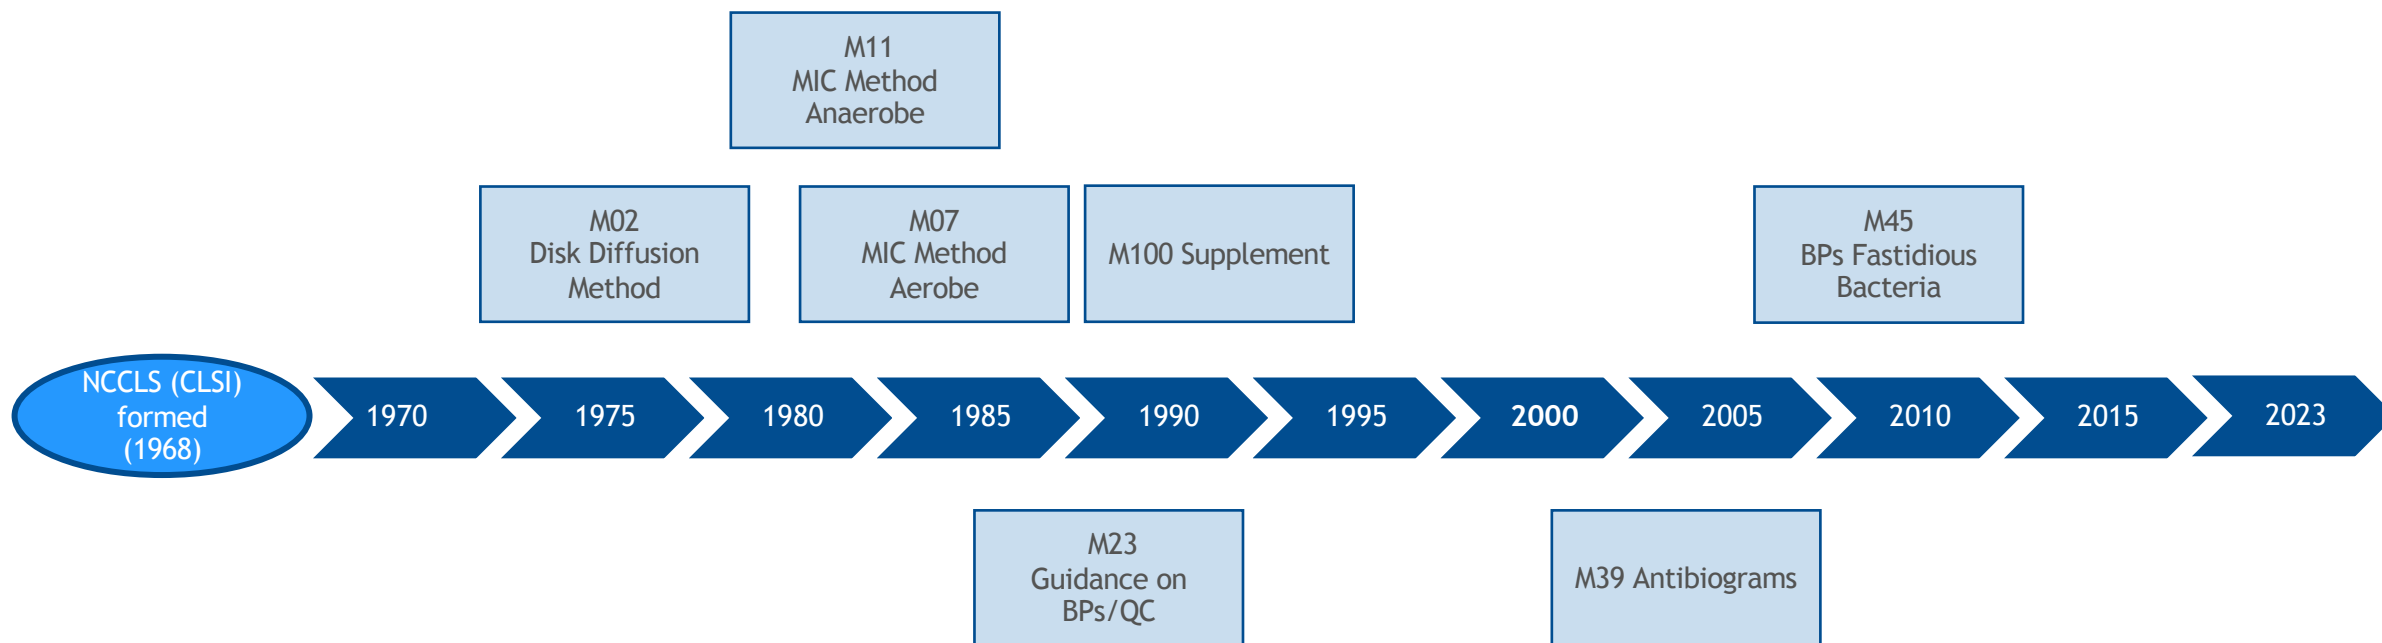 M11
MIC Method
Anaerobe
M02
Disk Diffusion
Method
M07
MIC Method
Aerobe
M100 Supplement
M45
BPs Fastidious
Bacteria
NCCLS (CLSI)
formed
(1968)
1970
1975
1980
1985
1990
1995
2000
2005
2010
2015
2023
M23
Guidance on
BPs/QC
M39 Antibiograms